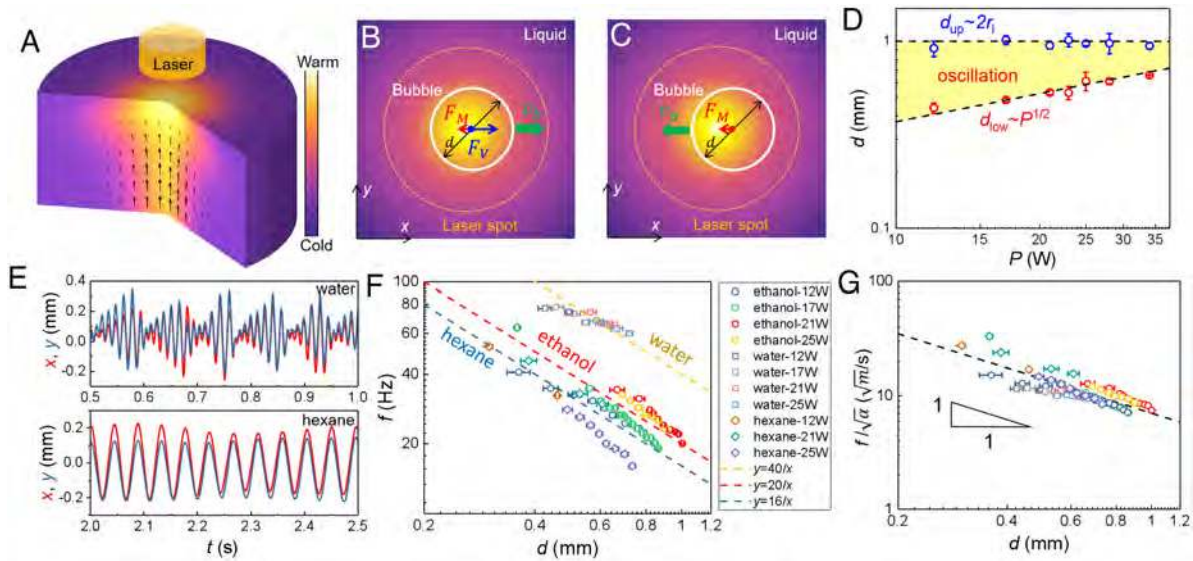 A
Laser
Warm
Cold
B
Liquid
Bubble
F_M
F_V
d
y
x
Laser spot
C
Liquid
Bubble
F_M
d
y
x
Laser spot
D
d_up~2r_i
oscillation
d_low~P^1/2
1
0.1
d (mm)
10 15 20 25 30 35
P (W)
E
water
0.4
0.2
0.0
-0.2
x, y (mm)
0.5 0.6 0.7 0.8 0.9 1.0
hexane
0.2
0.0
-0.2
x, y (mm)
2.0 2.1 2.2 2.3 2.4 2.5
t (s)
F
100
80
60
40
20
f (Hz)
hexane
ethanol
water
0.2 0.4 0.6 0.8 1 1.2
d (mm)
ethanol-12W
ethanol-17W
ethanol-21W
ethanol-25W
water-12W
water-17W
water-21W
water-25W
hexane-12W
hexane-21W
hexane-25W
y=40/x
y=20/x
y=16/x
G
100
10
1
f/√α (√m/s)
1
1
0.2 0.4 0.6 0.8 1 1.2
d (mm)